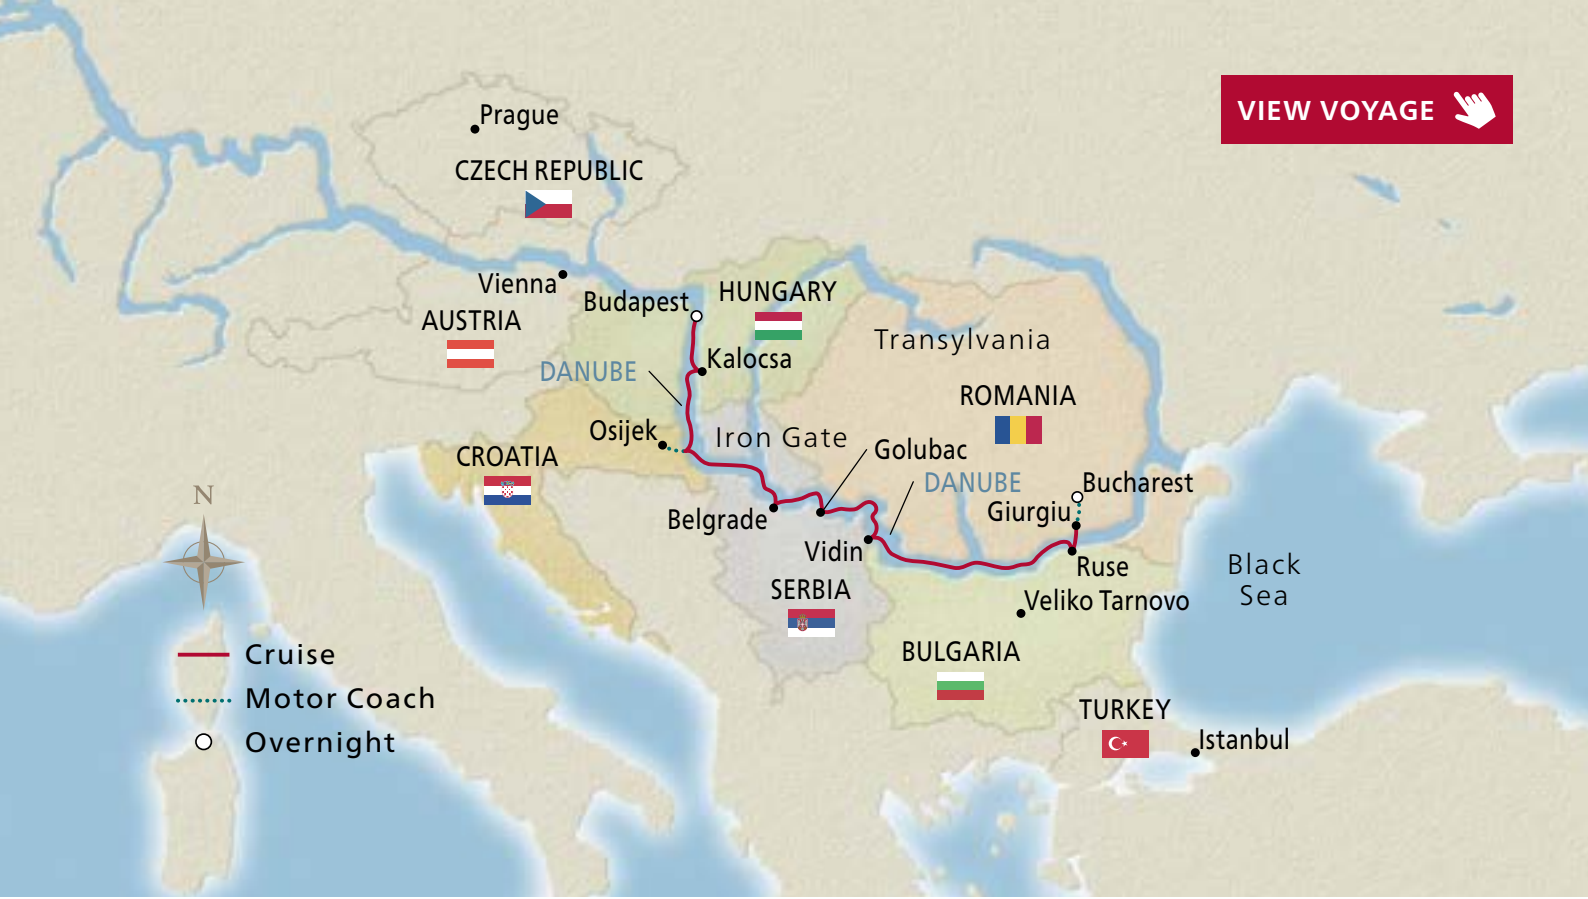 VIEW VOYAGE
Prague
CZECH REPUBLIC
Vienna
AUSTRIA
Budapest
HUNGARY
Kalocsa
DANUBE
Transylvania
ROMANIA
Osijek
Iron Gate
CROATIA
Golubac
DANUBE
Bucharest
Giurgiu
Belgrade
Vidin
Ruse
Black
Sea
SERBIA
Veliko Tarnovo
BULGARIA
TURKEY
Istanbul
N
Cruise
Motor Coach
Overnight